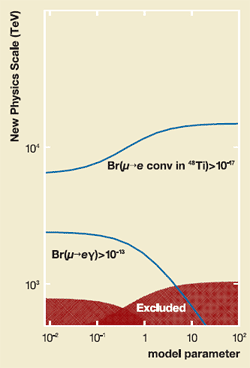 New Physics Scale (TeV)
10⁴
Br(μ→e conv in ⁴⁸Ti)>10⁻¹⁷
Br(μ→eγ)>10⁻¹³
10³
Excluded
10⁻² 10⁻¹ 1 10 10²
model parameter